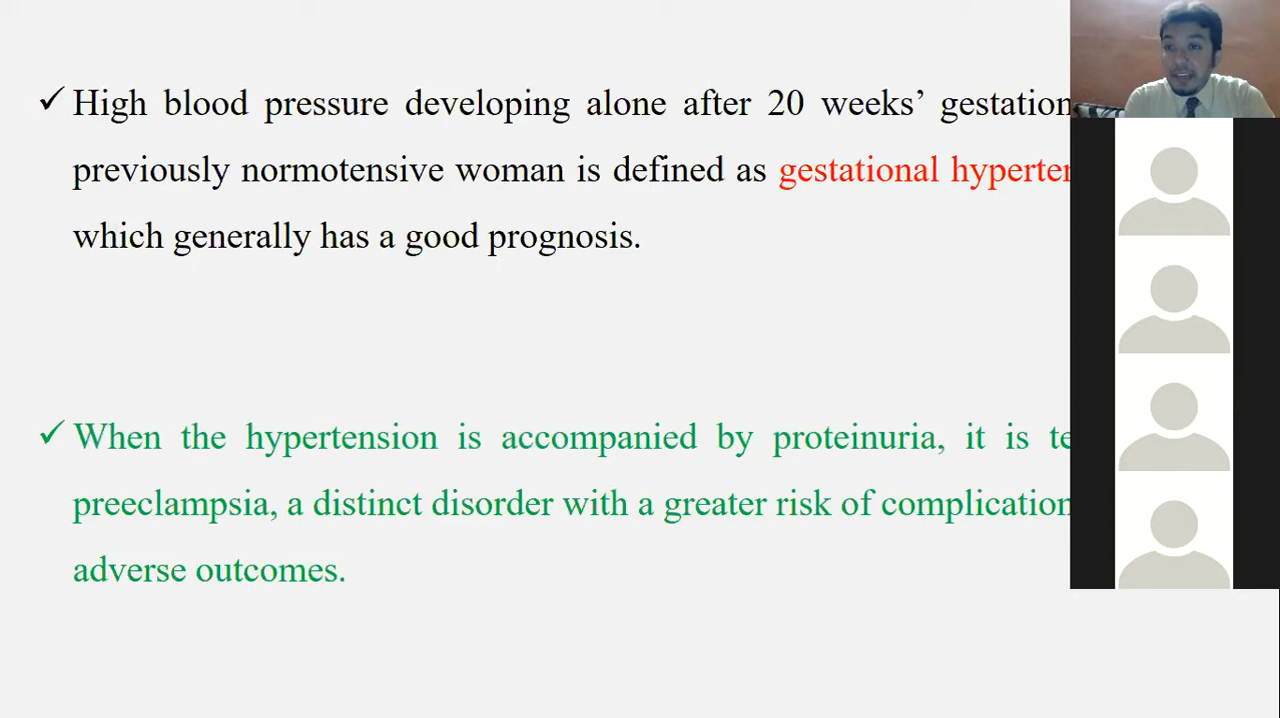 ✓ High blood pressure developing alone after 20 weeks’ gestation
previously normotensive woman is defined as gestational
which generally has a good prognosis.
✓ When the hypertension is accompanied by proteinuria, it is
preeclampsia, a distinct disorder with a greater risk of complication
adverse outcomes.